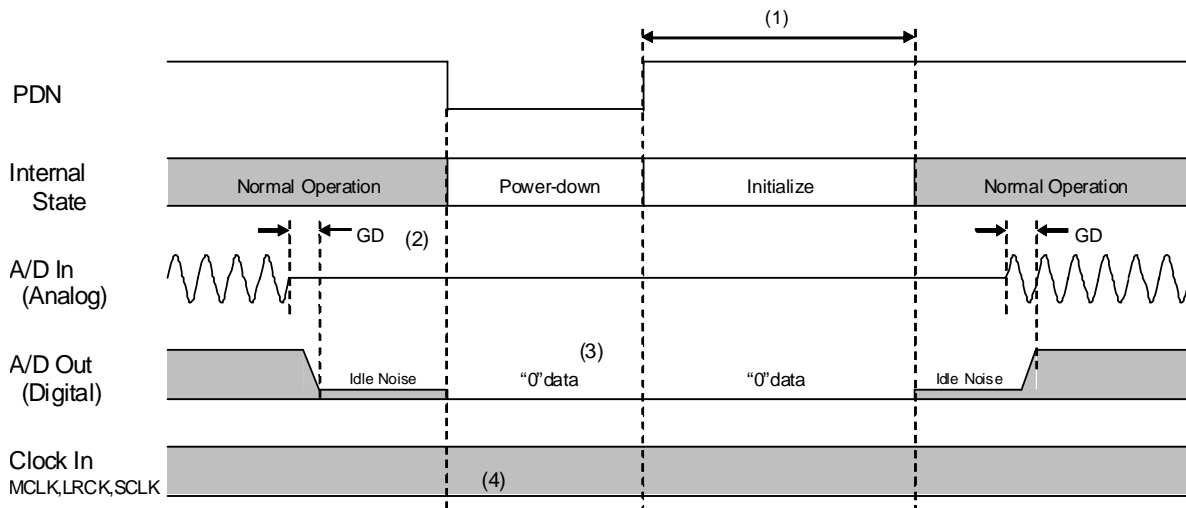 (1)
PDN
Internal
State
Normal Operation
Power-down
Initialize
Normal Operation
GD
(2)
GD
A/D In
(Analog)
A/D Out
(Digital)
Idle Noise
(3)
“0”data
“0”data
Idle Noise
Clock In
MCLK,LRCK,SCLK
(4)